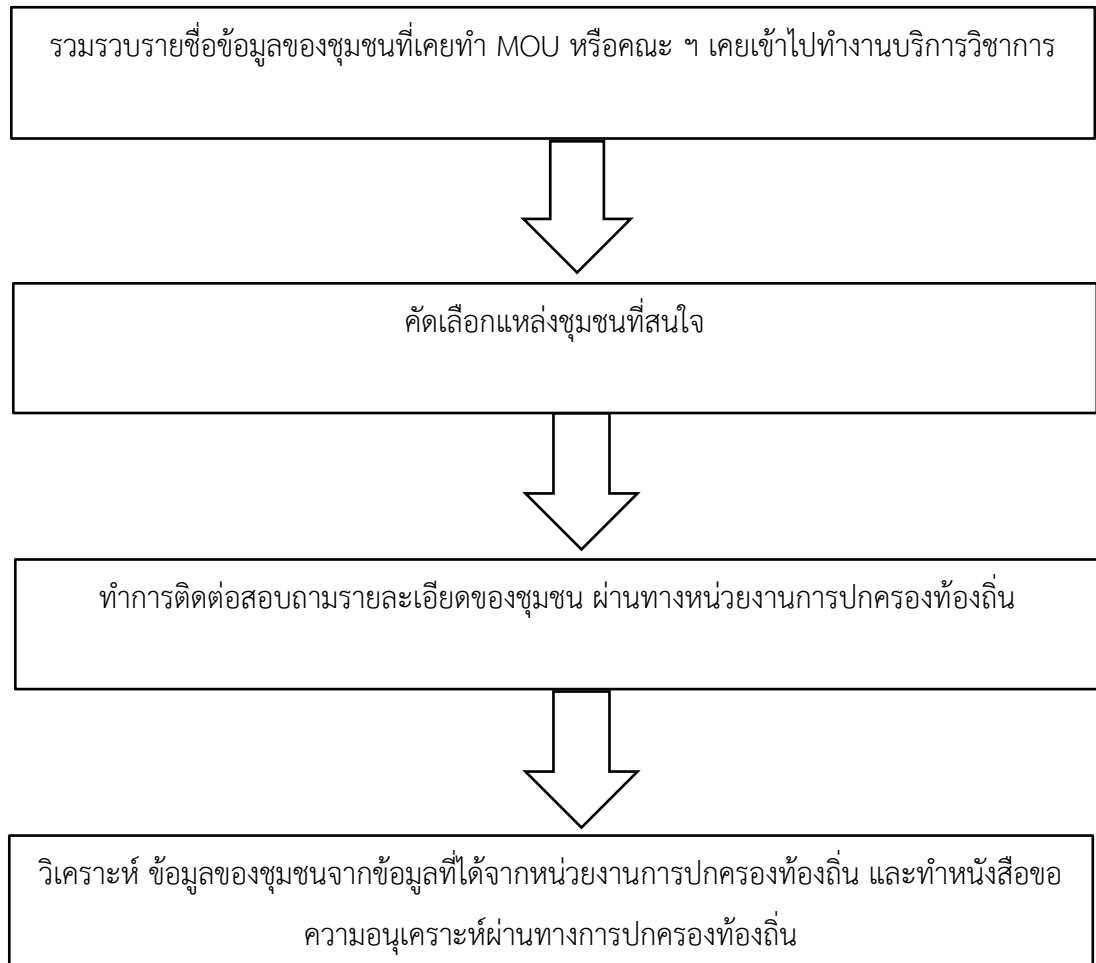 รวมรวบรายชื่อข้อมูลของชุมชนที่เคยทำ MOU หรือคณะ ฯ เคยเข้าไปทำงานบริการวิชาการ
คัดเลือกแหล่งชุมชนที่สนใจ
ทำการติดต่อสอบถามรายละเอียดของชุมชน ผ่านทางหน่วยงานการปกครองท้องถิ่น
วิเคราะห์ ข้อมูลของชุมชนจากข้อมูลที่ได้จากหน่วยงานการปกครองท้องถิ่น และทำหนังสือขอ
ความอนุเคราะห์ผ่านทางการปกครองท้องถิ่น